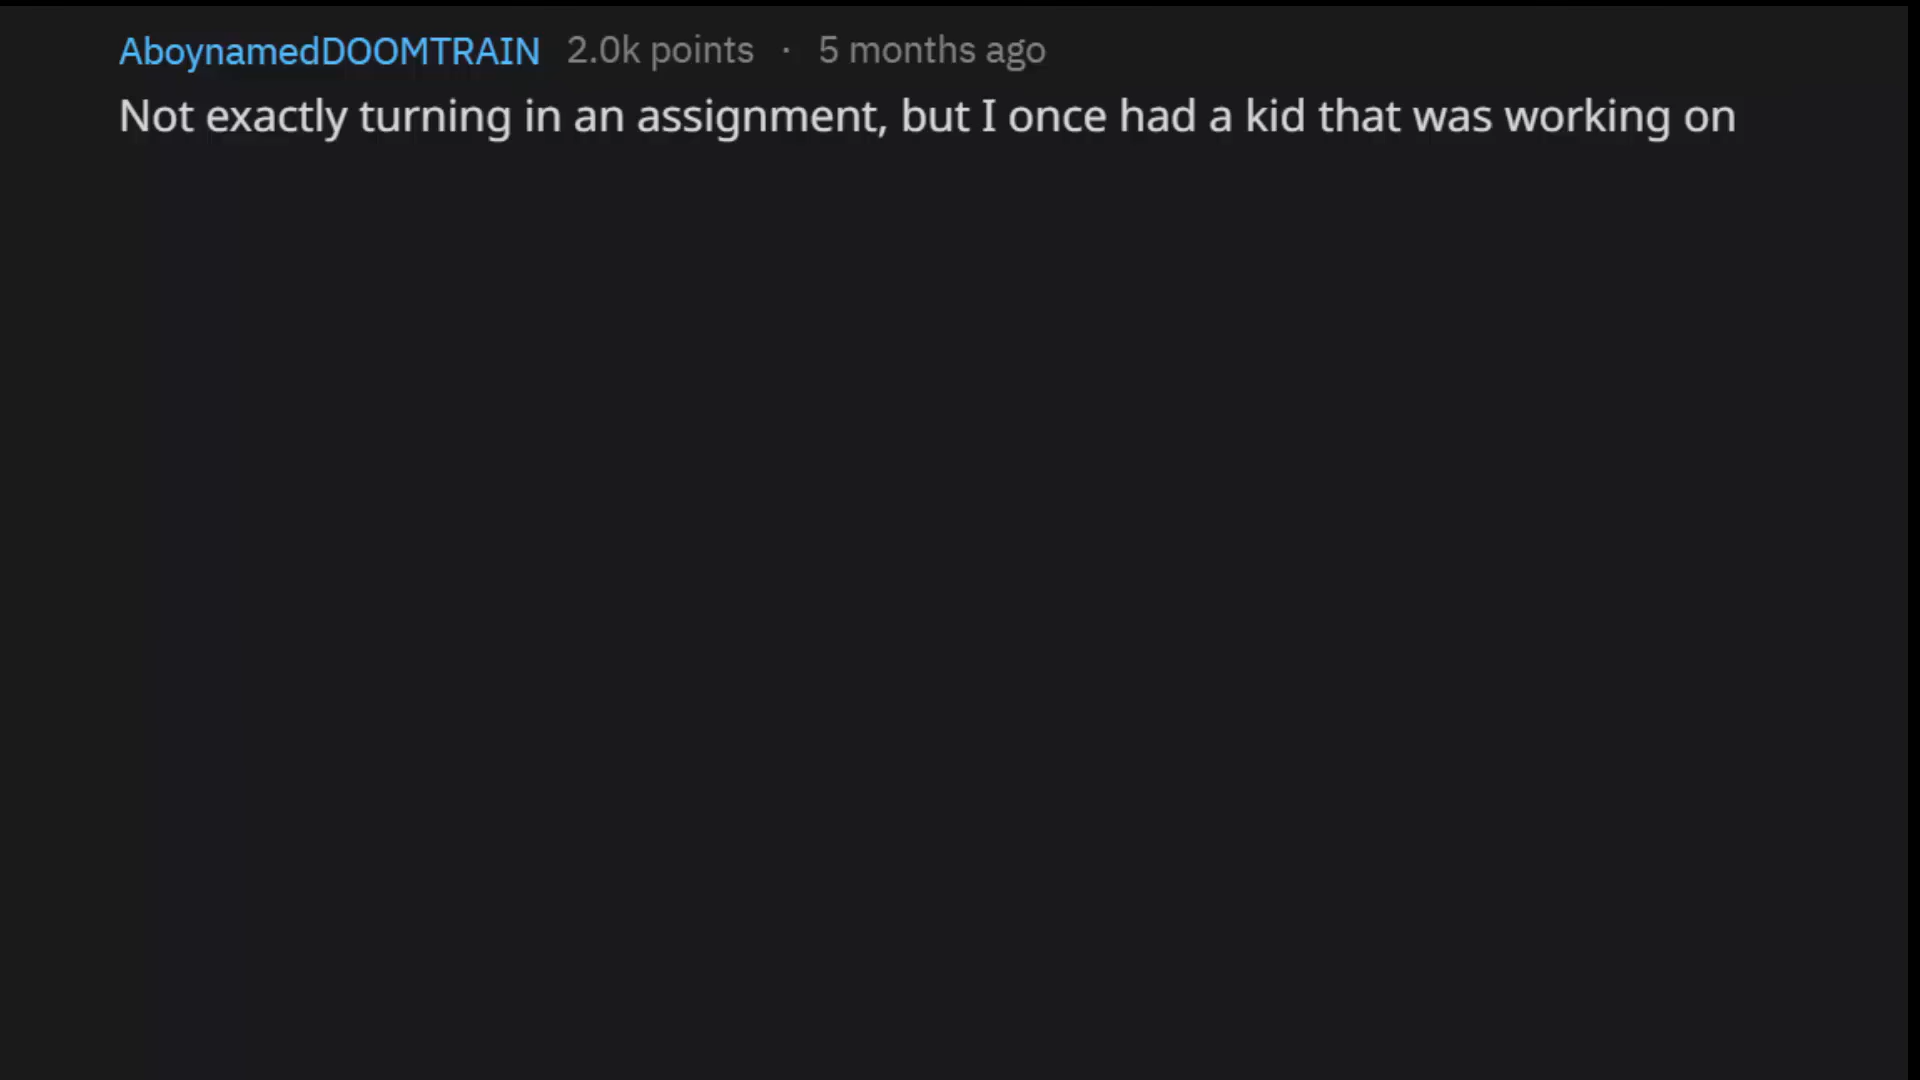 AboynamedDOOMTRAIN 2.0k points · 5 months ago
Not exactly turning in an assignment, but I once had a kid that was working on